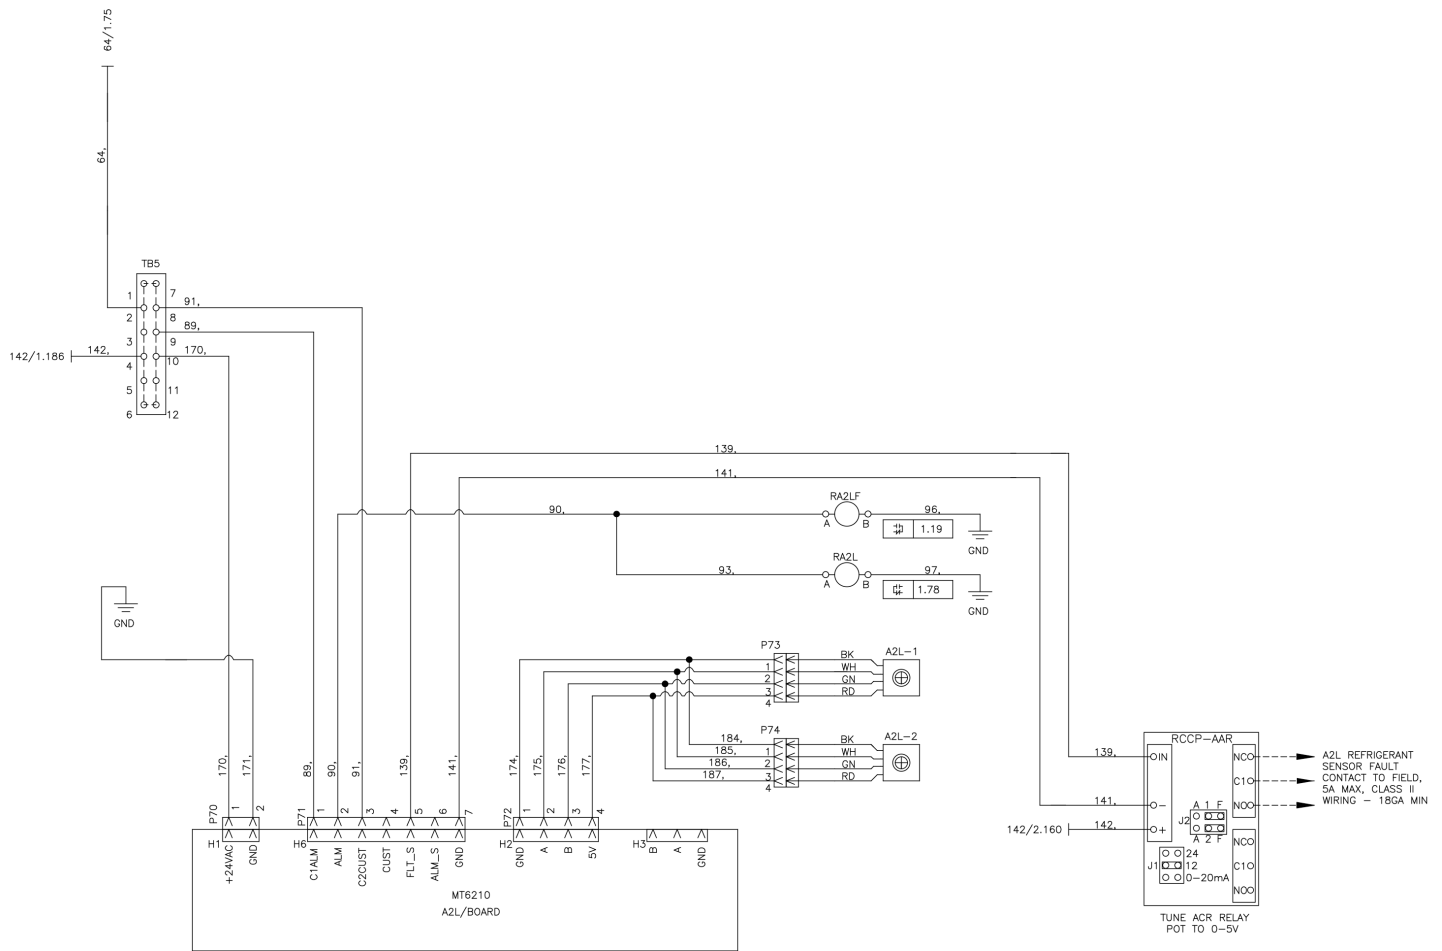 64/1.75
64,
TB5
1
7
91,
2
8
89,
3
9
142/1.186
142,
170,
4
10
5
11
6
12
139,
141,
90,
RA2LF
A
B
96,
1.19
GND
RA2L
93,
A
B
97,
1.78
GND
GND
P73
BK
A2L-1
1
WH
2
GN
3
RD
4
P74
184,
BK
A2L-2
185,
1
WH
186,
2
GN
187,
3
RD
4
170,
171,
89,
90,
91,
139,
141,
174,
175,
176,
177,
P70
1
2
P71
1
2
3
4
5
6
7
P72
1
2
3
4
H1
H6
H2
H3
+24VAC
GND
C1ALM
ALM
C2CUST
CUST
FLT_S
ALM_S
GND
GND
A
B
5V
B
A
GND
MT6210
A2L/BOARD
RCCP-AAR
139,
IN
NC
C1
NO
141,
-
142/2.160
142,
+
A 1 F
J2
A 2 F
NC
C1
NO
24
J1
12
0-20mA
A2L REFRIGERANT
SENSOR FAULT
CONTACT TO FIELD,
5A MAX, CLASS II
WIRING - 18GA MIN
TUNE ACR RELAY
POT TO 0-5V